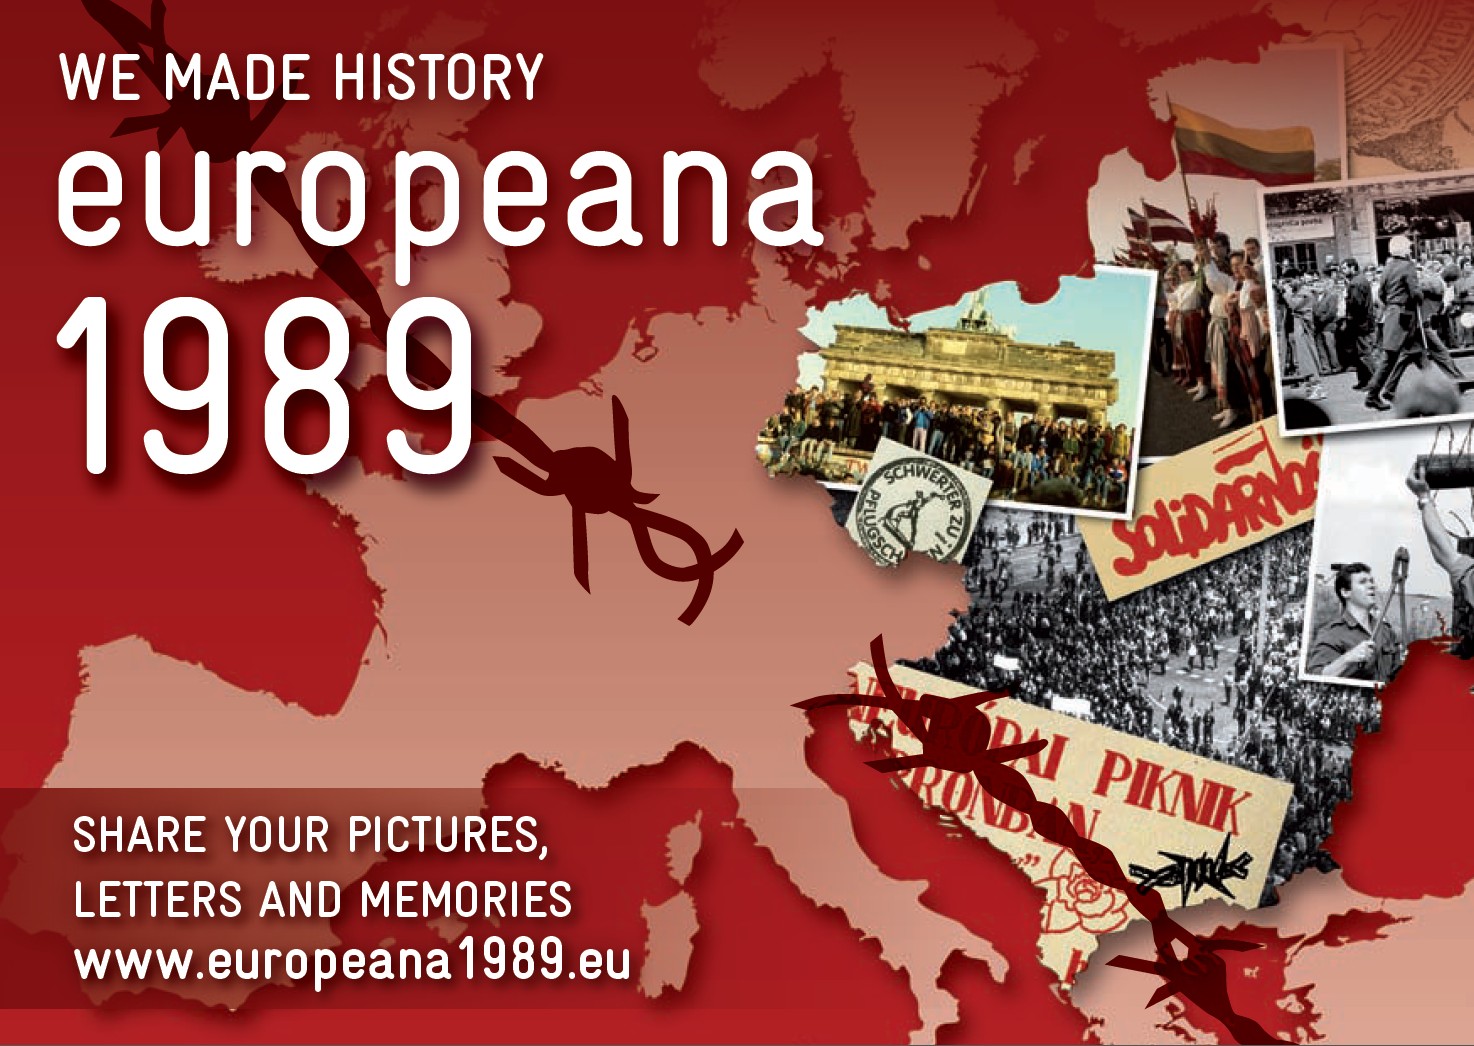 WE MADE HISTORY
europeana
1989
SCHWERTER ZU
PFLUGSCH
SOLIDARNOŚ
PIKNIK
SHARE YOUR PICTURES,
LETTERS AND MEMORIES
www.europeana1989.eu